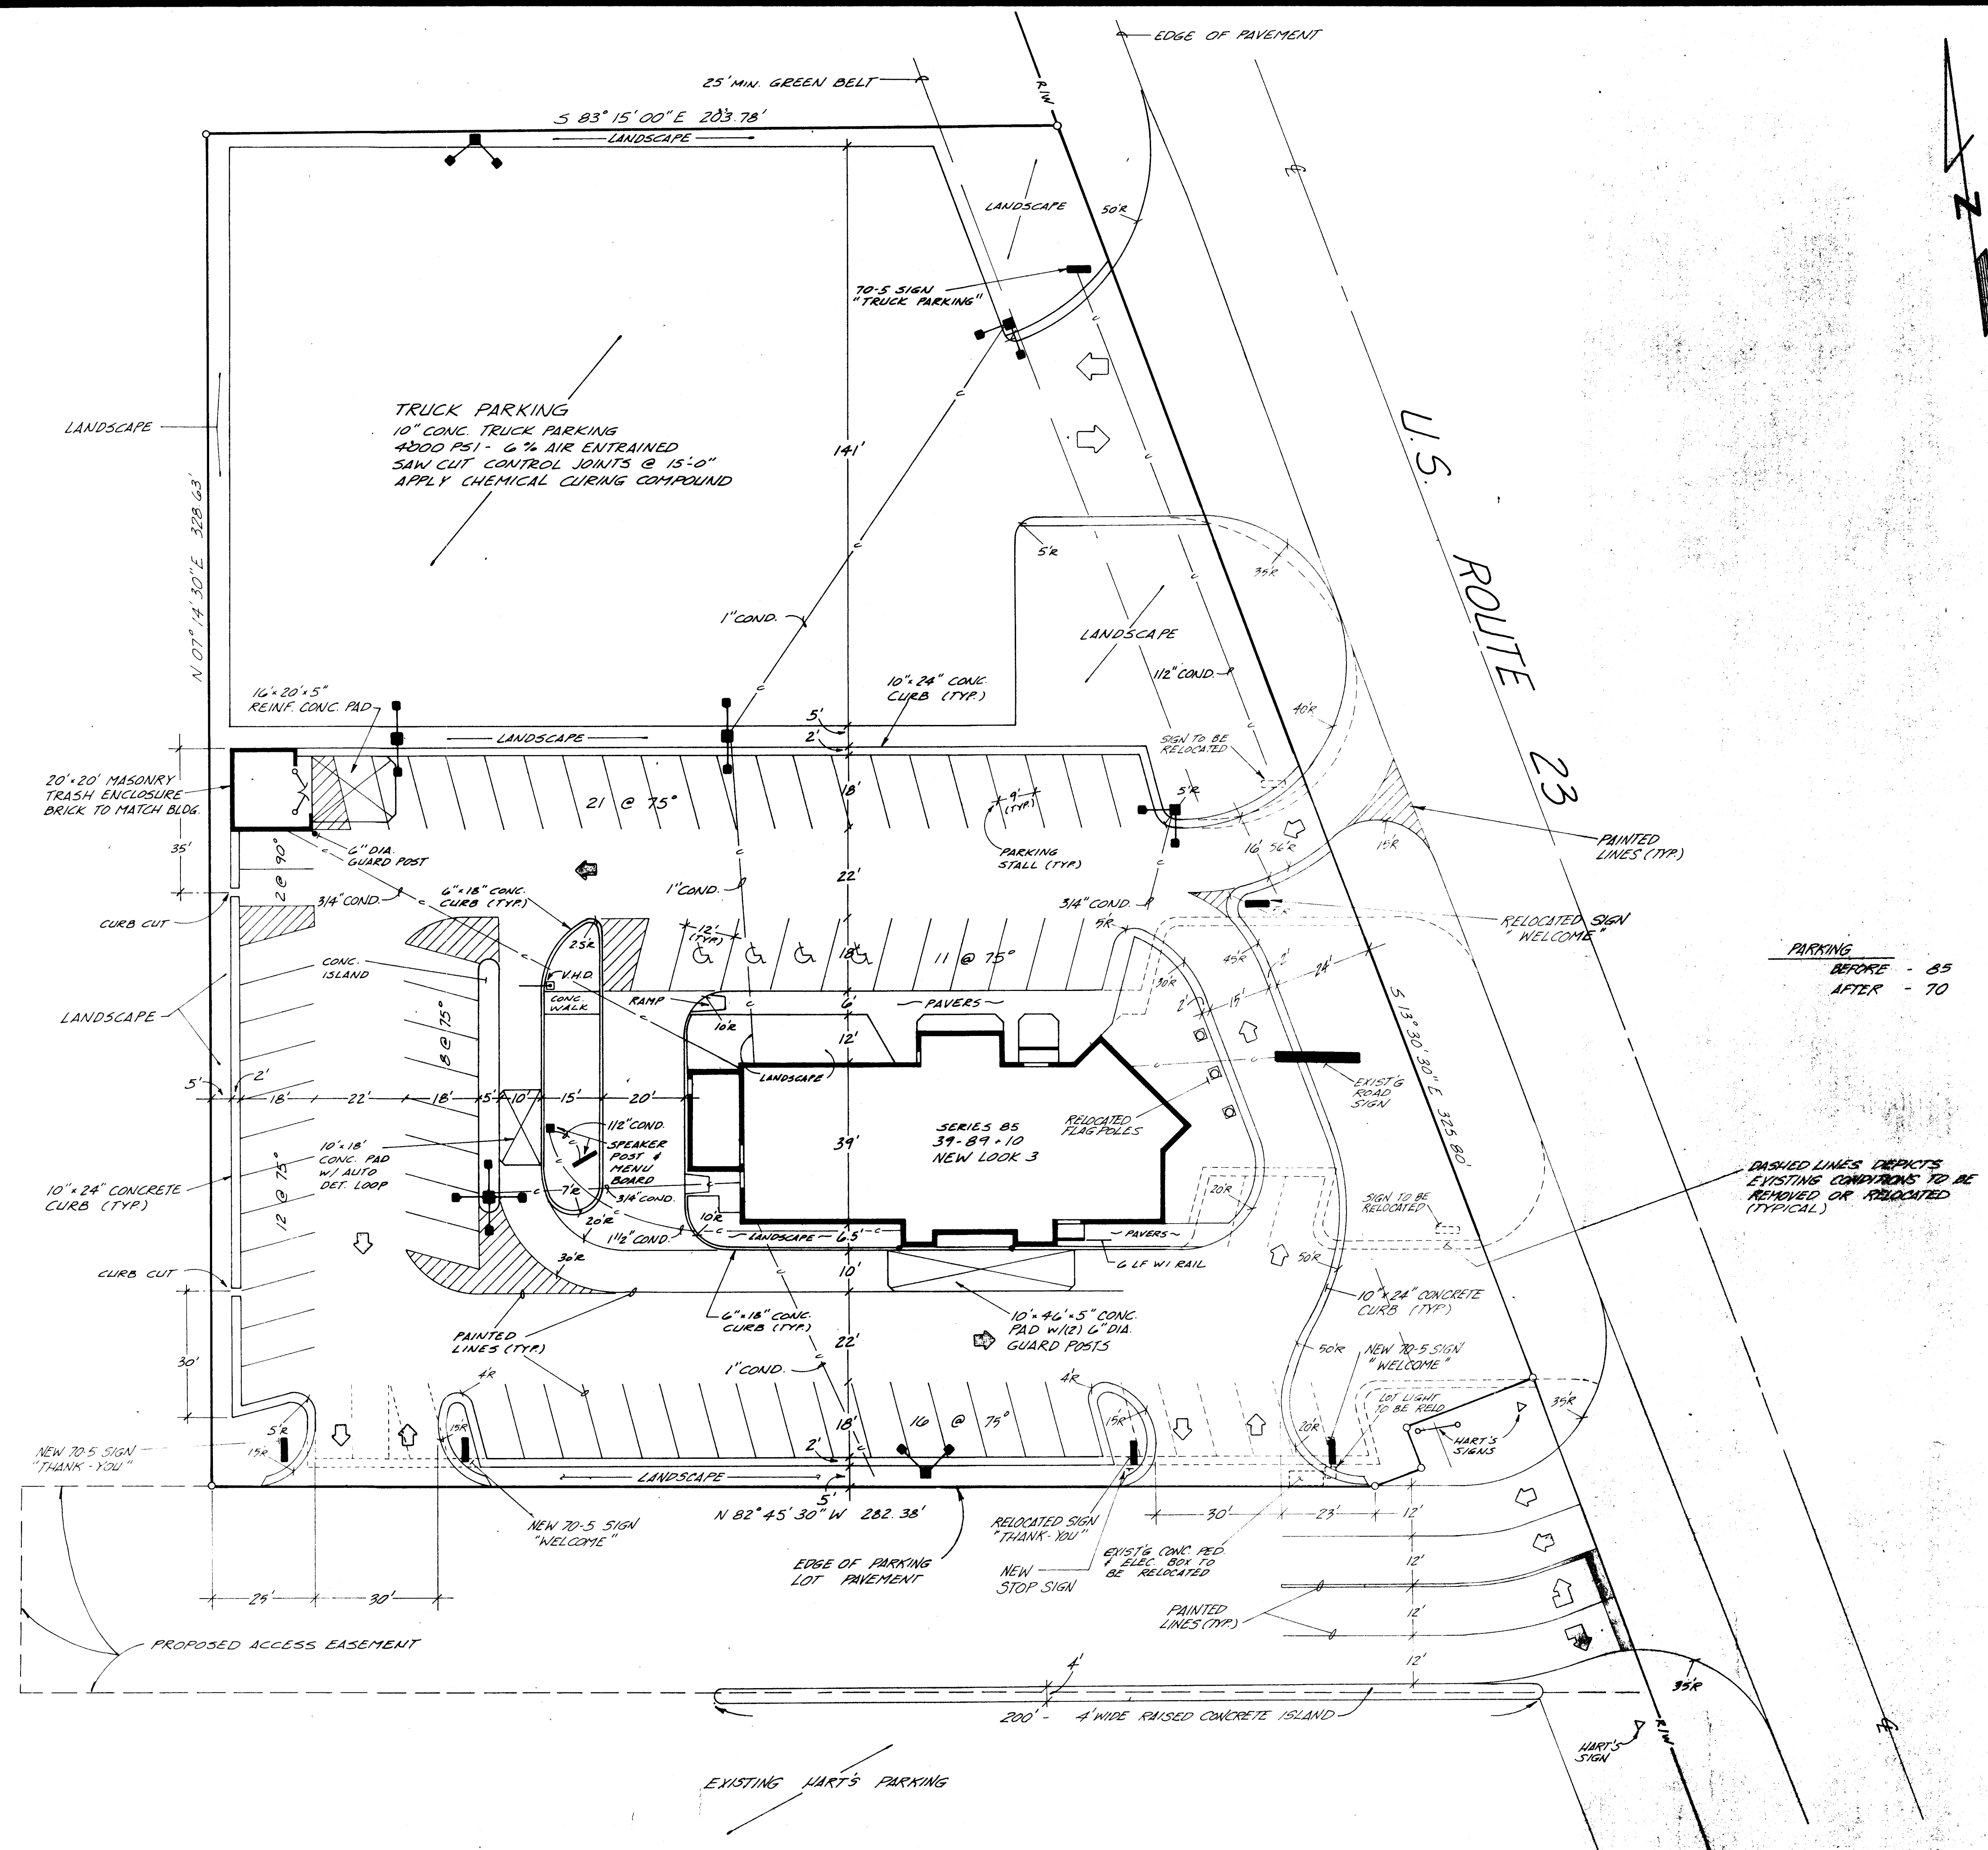 EDGE OF PAVEMENT
25' MIN. GREEN BELT
R/W
S 83° 15' 00" E 203.78'
LANDSCAPE
LANDSCAPE
50'R
℄
N
70-5 SIGN
"TRUCK PARKING"
TRUCK PARKING
10" CONC. TRUCK PARKING
4000 PSI - 6 % AIR ENTRAINED
SAW CUT CONTROL JOINTS @ 15'-0"
APPLY CHEMICAL CURING COMPOUND
141'
LANDSCAPE
N 07° 14' 30" E 328.63'
U.S. ROUTE 23
5'R
35'R
1" COND.
LANDSCAPE
1/2" COND.
40'R
16'x20'x5"
REINF. CONC. PAD
10"x24" CONC.
CURB (TYP.)
5'
2'
LANDSCAPE
SIGN TO BE
RELOCATED
20'x20' MASONRY
TRASH ENCLOSURE
BRICK TO MATCH BLDG.
21 @ 75°
18'
9'
(TYP.)
5'R
35'
2 @ 90°
6" DIA.
GUARD POST
PARKING
STALL (TYP.)
16'
56'R
15'R
PAINTED
LINES (TYP.)
22'
3/4" COND.
6"x18" CONC.
CURB (TYP.)
1" COND.
3/4" COND.
CURB CUT
5'R
RELOCATED SIGN
"WELCOME"
2.5'R
12'
(TYP.)
18'
11 @ 75°
45'R
2'
24'
PARKING
BEFORE - 85
AFTER - 70
CONC.
ISLAND
V.H.D.
CONC.
WALK
RAMP
6'
PAVERS
30'R
2'
15'
LANDSCAPE
8 @ 75°
10'R
12'
S 13° 30' 30" E 325.80'
LANDSCAPE
EXIST'G
ROAD
SIGN
5'
2'
18'
22'
18'
5'
10'
15'
20'
RELOCATED
FLAG POLES
1/2" COND.
SPEAKER
POST &
MENU
BOARD
39'
SERIES 85
39-89+10
NEW LOOK 3
10'x18'
CONC. PAD
W/ AUTO
DET. LOOP
DASHED LINES DEPICTS
EXISTING CONDITIONS TO BE
REMOVED OR RELOCATED
(TYPICAL)
10"x24" CONCRETE
CURB (TYP.)
12 @ 75°
7'R
3/4" COND.
20'R
SIGN TO BE
RELOCATED
20'R
10'R
1 1/2" COND.
LANDSCAPE
6.5'
PAVERS
30'R
50'R
10'
6 LF W/ RAIL
CURB CUT
10"x24" CONCRETE
CURB (TYP.)
6"x18" CONC.
CURB (TYP.)
10'x46'x5" CONC.
PAD W/(2) 6" DIA.
GUARD POSTS
PAINTED
LINES (TYP.)
22'
50'R
NEW 70-5 SIGN
"WELCOME"
30'
1" COND.
4'R
4'R
LOT LIGHT
TO BE RELO.
35'R
5'R
15'R
15'R
18'
16 @ 75°
15'R
20'R
HART'S
SIGNS
NEW 70-5 SIGN
"THANK-YOU"
2'
LANDSCAPE
5'
N 82° 45' 30" W 282.38'
30'
23'
12'
NEW 70-5 SIGN
"WELCOME"
RELOCATED SIGN
"THANK-YOU"
EXIST'G CONC. PED.
& ELEC. BOX TO
BE RELOCATED
EDGE OF PARKING
LOT PAVEMENT
NEW
STOP SIGN
12'
25'
30'
PAINTED
LINES (TYP.)
12'
PROPOSED ACCESS EASEMENT
12'
4'
35'R
200' - 4' WIDE RAISED CONCRETE ISLAND
HART'S
SIGN
R/W
℄
EXISTING HART'S PARKING